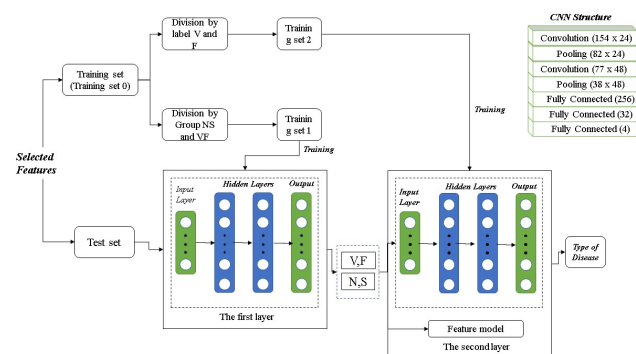 CNN Structure
Convolution (154 x 24)
Pooling (82 x 24)
Convolution (77 x 48)
Pooling (38 x 48)
Fully Connected (256)
Fully Connected (32)
Fully Connected (4)
Division by
label V and
F
Trainin
g set 2
Training set
(Training set 0)
Division by
Group NS
and VF
Trainin
g set 1
Training
Training
Selected
Features
Test set
Input
Layer
Hidden Layers
Output
The first layer
V,F
N,S
Input
Layer
Hidden Layers
Output
Feature model
The second layer
Type of
Disease